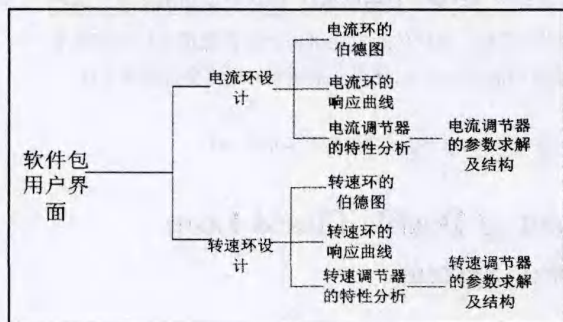 软件包
用户界
面
电流环设
计
电流环的
伯德图
电流环的
响应曲线
电流调节器
的特性分析
电流调节器
的参数求解
及结构
转速环设
计
转速环的
伯德图
转速环的
响应曲线
转速调节器
的特性分析
转速调节器
的参数求解
及结构